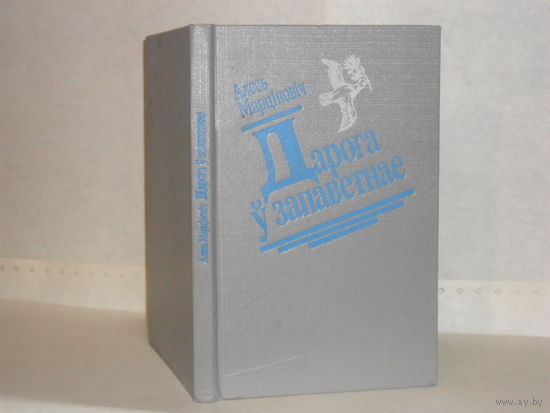 Алесь
Марціновіч
Дарога
ў запаветнае
Алесь Марціновіч Дарога ў запаветнае
www.ay.by